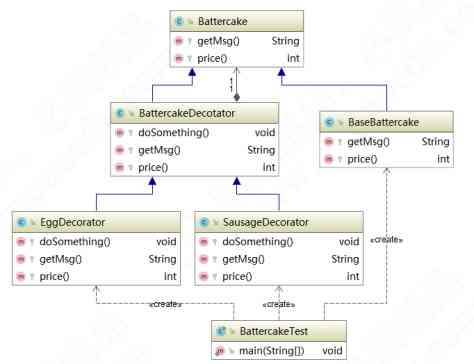 Battercake
getMsg() String
price() int
BattercakeDecotator
doSomething() void
getMsg() String
price() int
BaseBattercake
getMsg() String
price() int
1
EggDecorator
doSomething() void
getMsg() String
price() int
SausageDecorator
doSomething() void
getMsg() String
price() int
«create»
«create»
«create»
BattercakeTest
main(String[]) void